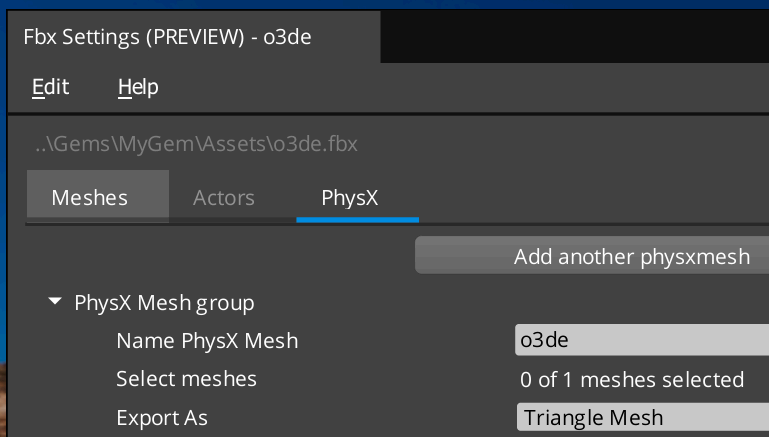 Fbx Settings (PREVIEW) - o3de
Edit Help
..\Gems\MyGem\Assets\o3de.fbx
Meshes Actors PhysX
Add another physxmesh
PhysX Mesh group
Name PhysX Mesh o3de
Select meshes 0 of 1 meshes selected
Export As Triangle Mesh